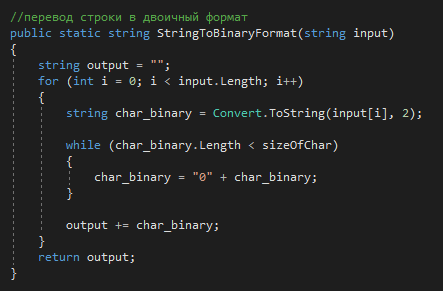 //перевод строки в двоичный формат
public static string StringToBinaryFormat(string input)
{
    string output = "";
    for (int i = 0; i < input.Length; i++)
    {
        string char_binary = Convert.ToString(input[i], 2);

        while (char_binary.Length < sizeOfChar)
        {
            char_binary = "0" + char_binary;
        }

        output += char_binary;
    }
    return output;
}